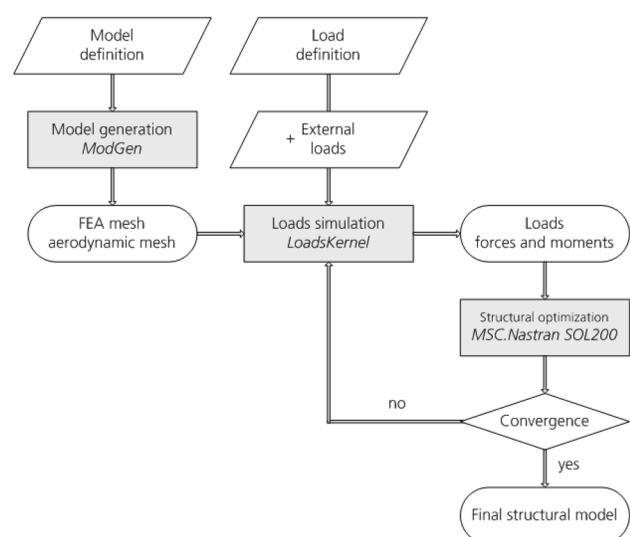 Model
definition
Load
definition
Model generation
ModGen
+ External
loads
FEA mesh
aerodynamic mesh
Loads simulation
LoadsKernel
Loads
forces and moments
Structural optimization
MSC.Nastran SOL200
no
Convergence
yes
Final structural model